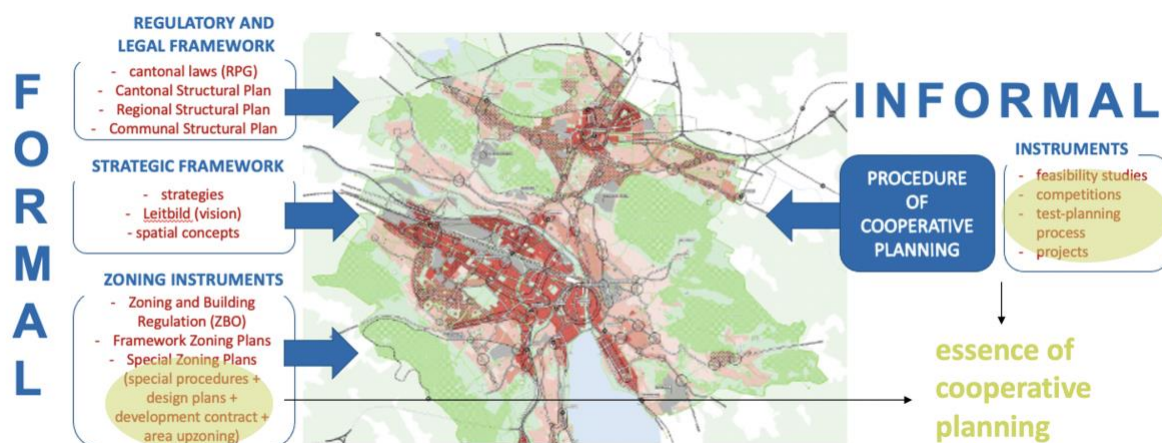 FORMAL
REGULATORY AND
LEGAL FRAMEWORK
- cantonal laws (RPG)
- Cantonal Structural Plan
- Regional Structural Plan
- Communal Structural Plan
STRATEGIC FRAMEWORK
- strategies
- Leitbild (vision)
- spatial concepts
ZONING INSTRUMENTS
- Zoning and Building
Regulation (ZBO)
- Framework Zoning Plans
- Special Zoning Plans
(special procedures +
design plans +
development contract +
area upzoning)
INFORMAL
PROCEDURE
OF
COOPERATIVE
PLANNING
INSTRUMENTS
- feasibility studies
- competitions
- test-planning
process
- projects
essence of
cooperative
planning